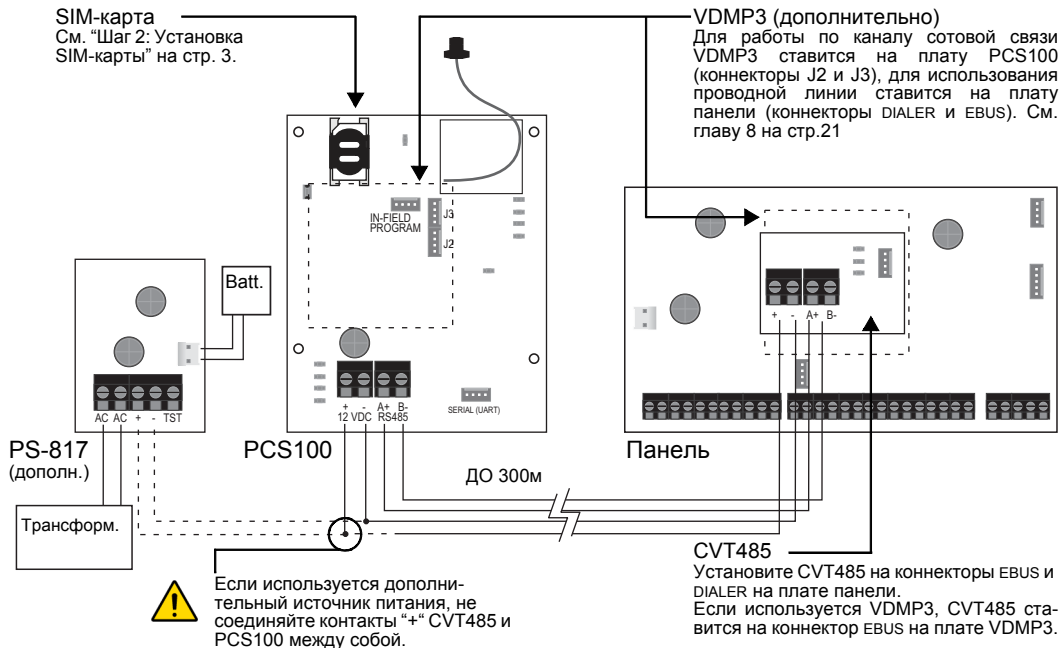 SIM-карта
См. “Шаг 2: Установка
SIM-карты” на стр. 3.
VDMP3 (дополнительно)
Для работы по каналу сотовой связи
VDMP3 ставится на плату PCS100
(коннекторы J2 и J3), для использования
проводной линии ставится на плату
панели (коннекторы DIALER и EBUS). См.
главу 8 на стр.21
IN-FIELD
PROGRAM
J3
J2
Batt.
+ - A+ B-
AC AC + - TST
+ - A+ B-
12 VDC RS485
SERIAL (UART)
PS-817
(дополн.)
PCS100
Панель
ДО 300м
Трансформ.
Если используется дополни-
тельный источник питания, не
соединяйте контакты “+“ CVT485 и
PCS100 между собой.
CVT485
Установите CVT485 на коннекторы EBUS и
DIALER на плате панели.
Если используется VDMP3, CVT485 ста-
вится на коннектор EBUS на плате VDMP3.